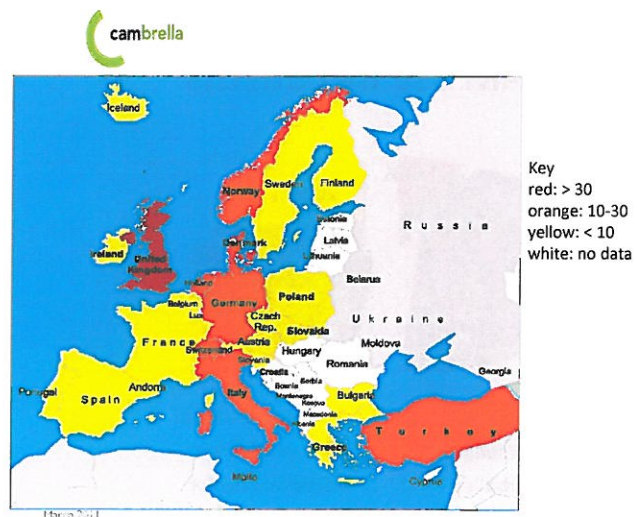 cambrella
Iceland
Norway
Sweden
Finland
Russia
Estonia
Latvia
Lithuania
Denmark
Ireland
United
Kingdom
Holland
Belarus
Belgium
Germany
Poland
Lux
Czech
Rep.
Ukraine
Slovakia
France
Austria
Moldova
Switzerland
Hungary
Slovenia
Romania
Croatia
Serbia
Georgia
Bosnia
Andorra
Montenegro
Bulgaria
Portugal
Kosovo
Spain
Italy
Macedonia
Albania
Turkey
Greece
Malta
Cyprus
Key
red: > 30
orange: 10-30
yellow: < 10
white: no data